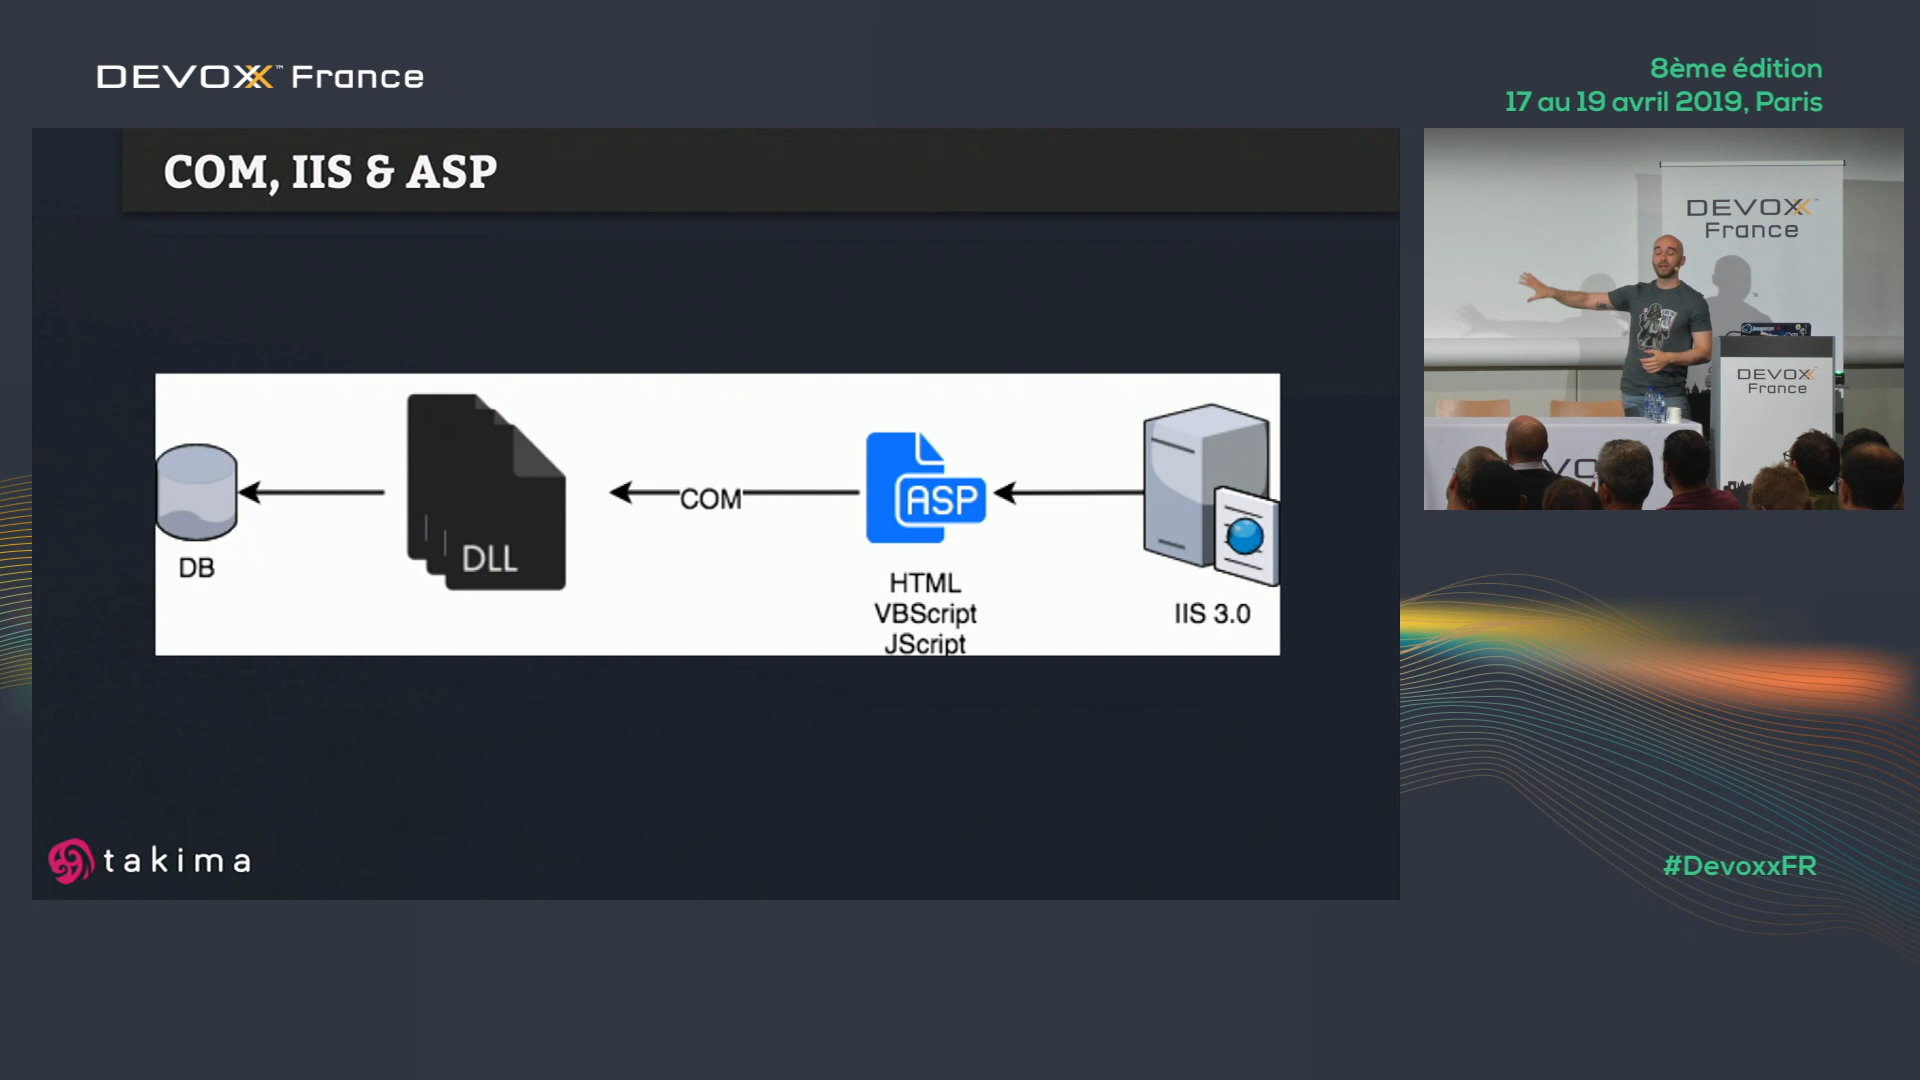 DEVOXX™ France
8ème édition
17 au 19 avril 2019, Paris
COM, IIS & ASP
DB
DLL
COM
ASP
HTML
VBScript
JScript
IIS 3.0
takima
DEVOXX
France
DEVOXX
France
#DevoxxFR